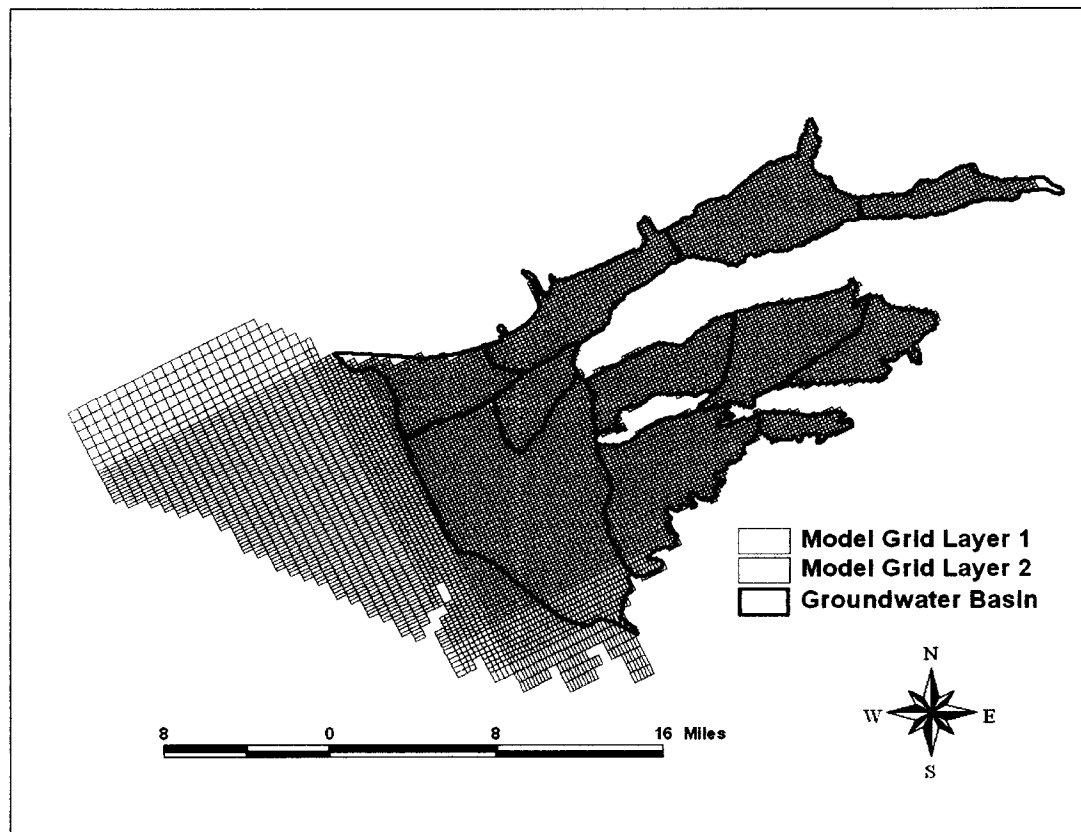 Model Grid Layer 1
Model Grid Layer 2
Groundwater Basin
N
W E
S
8 0 8 16 Miles